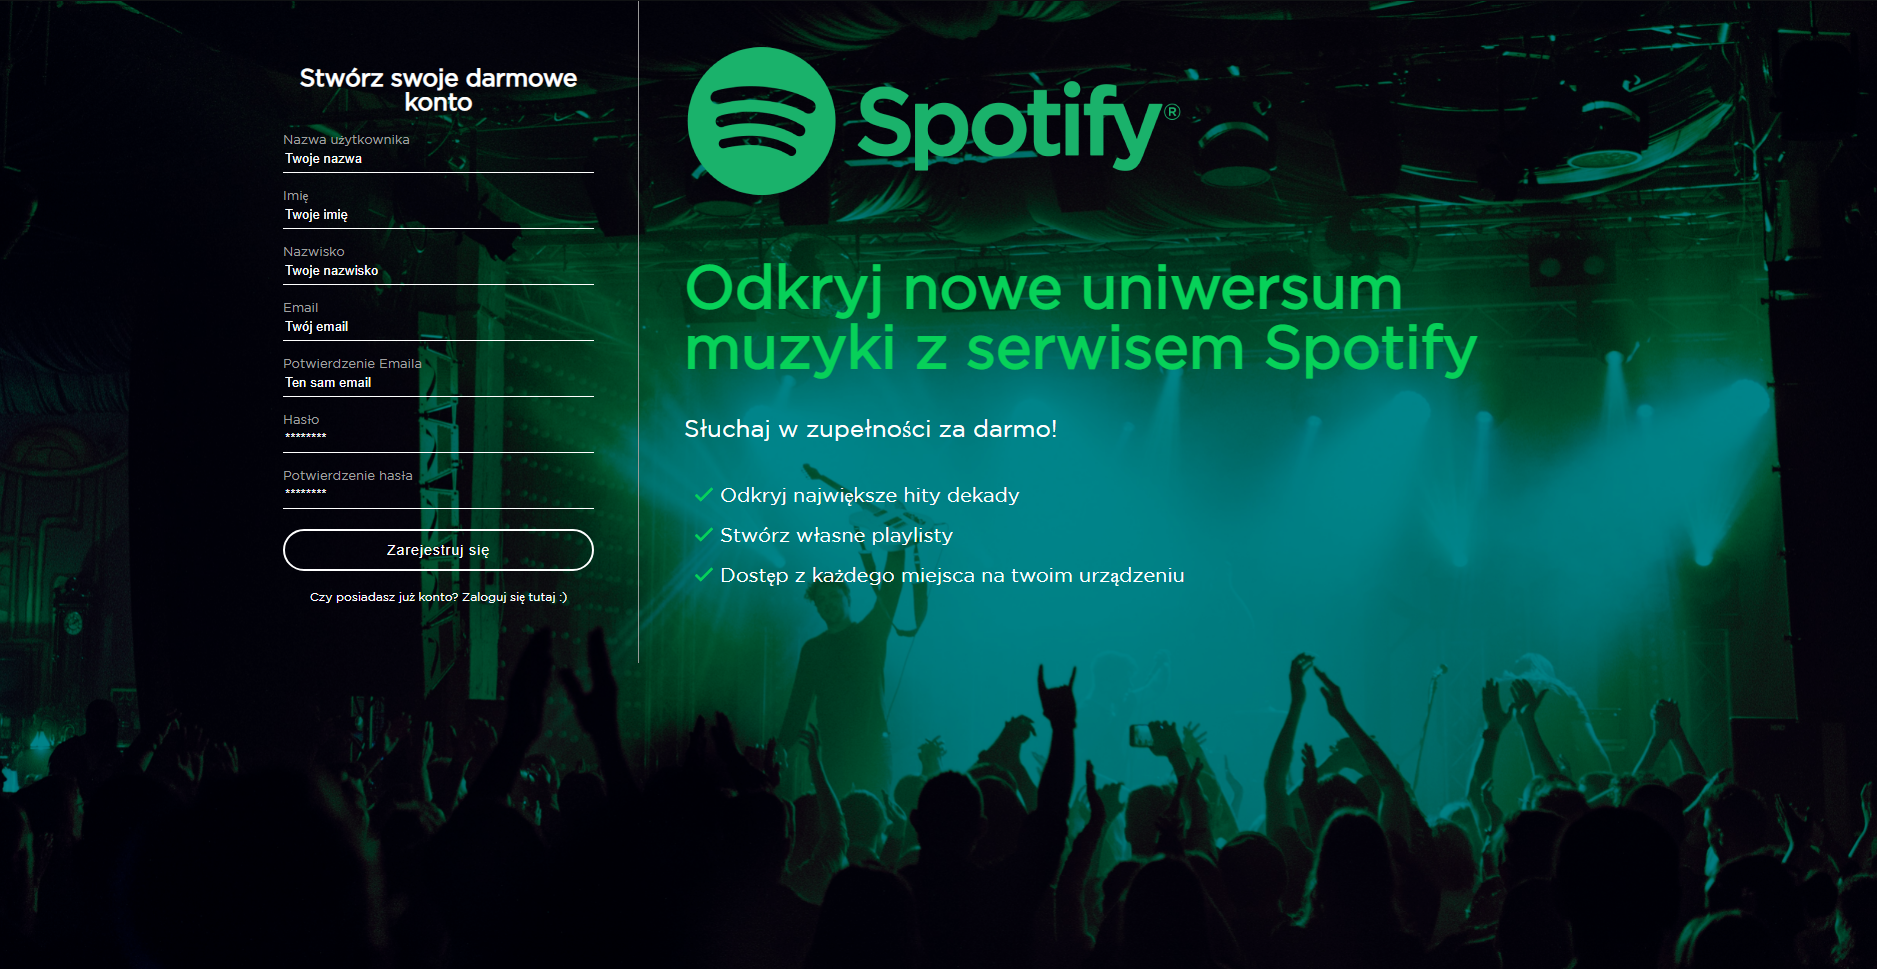 Stwórz swoje darmowe
konto
Nazwa użytkownika
Twoje nazwa
Imię
Twoje imię
Nazwisko
Twoje nazwisko
Email
Twój email
Potwierdzenie Emaila
Ten sam email
Hasło
********
Potwierdzenie hasła
********
Zarejestruj się
Czy posiadasz już konto? Zaloguj się tutaj :)
Spotify®
Odkryj nowe uniwersum
muzyki z serwisem Spotify
Słuchaj w zupełności za darmo!
Odkryj największe hity dekady
Stwórz własne playlisty
Dostęp z każdego miejsca na twoim urządzeniu